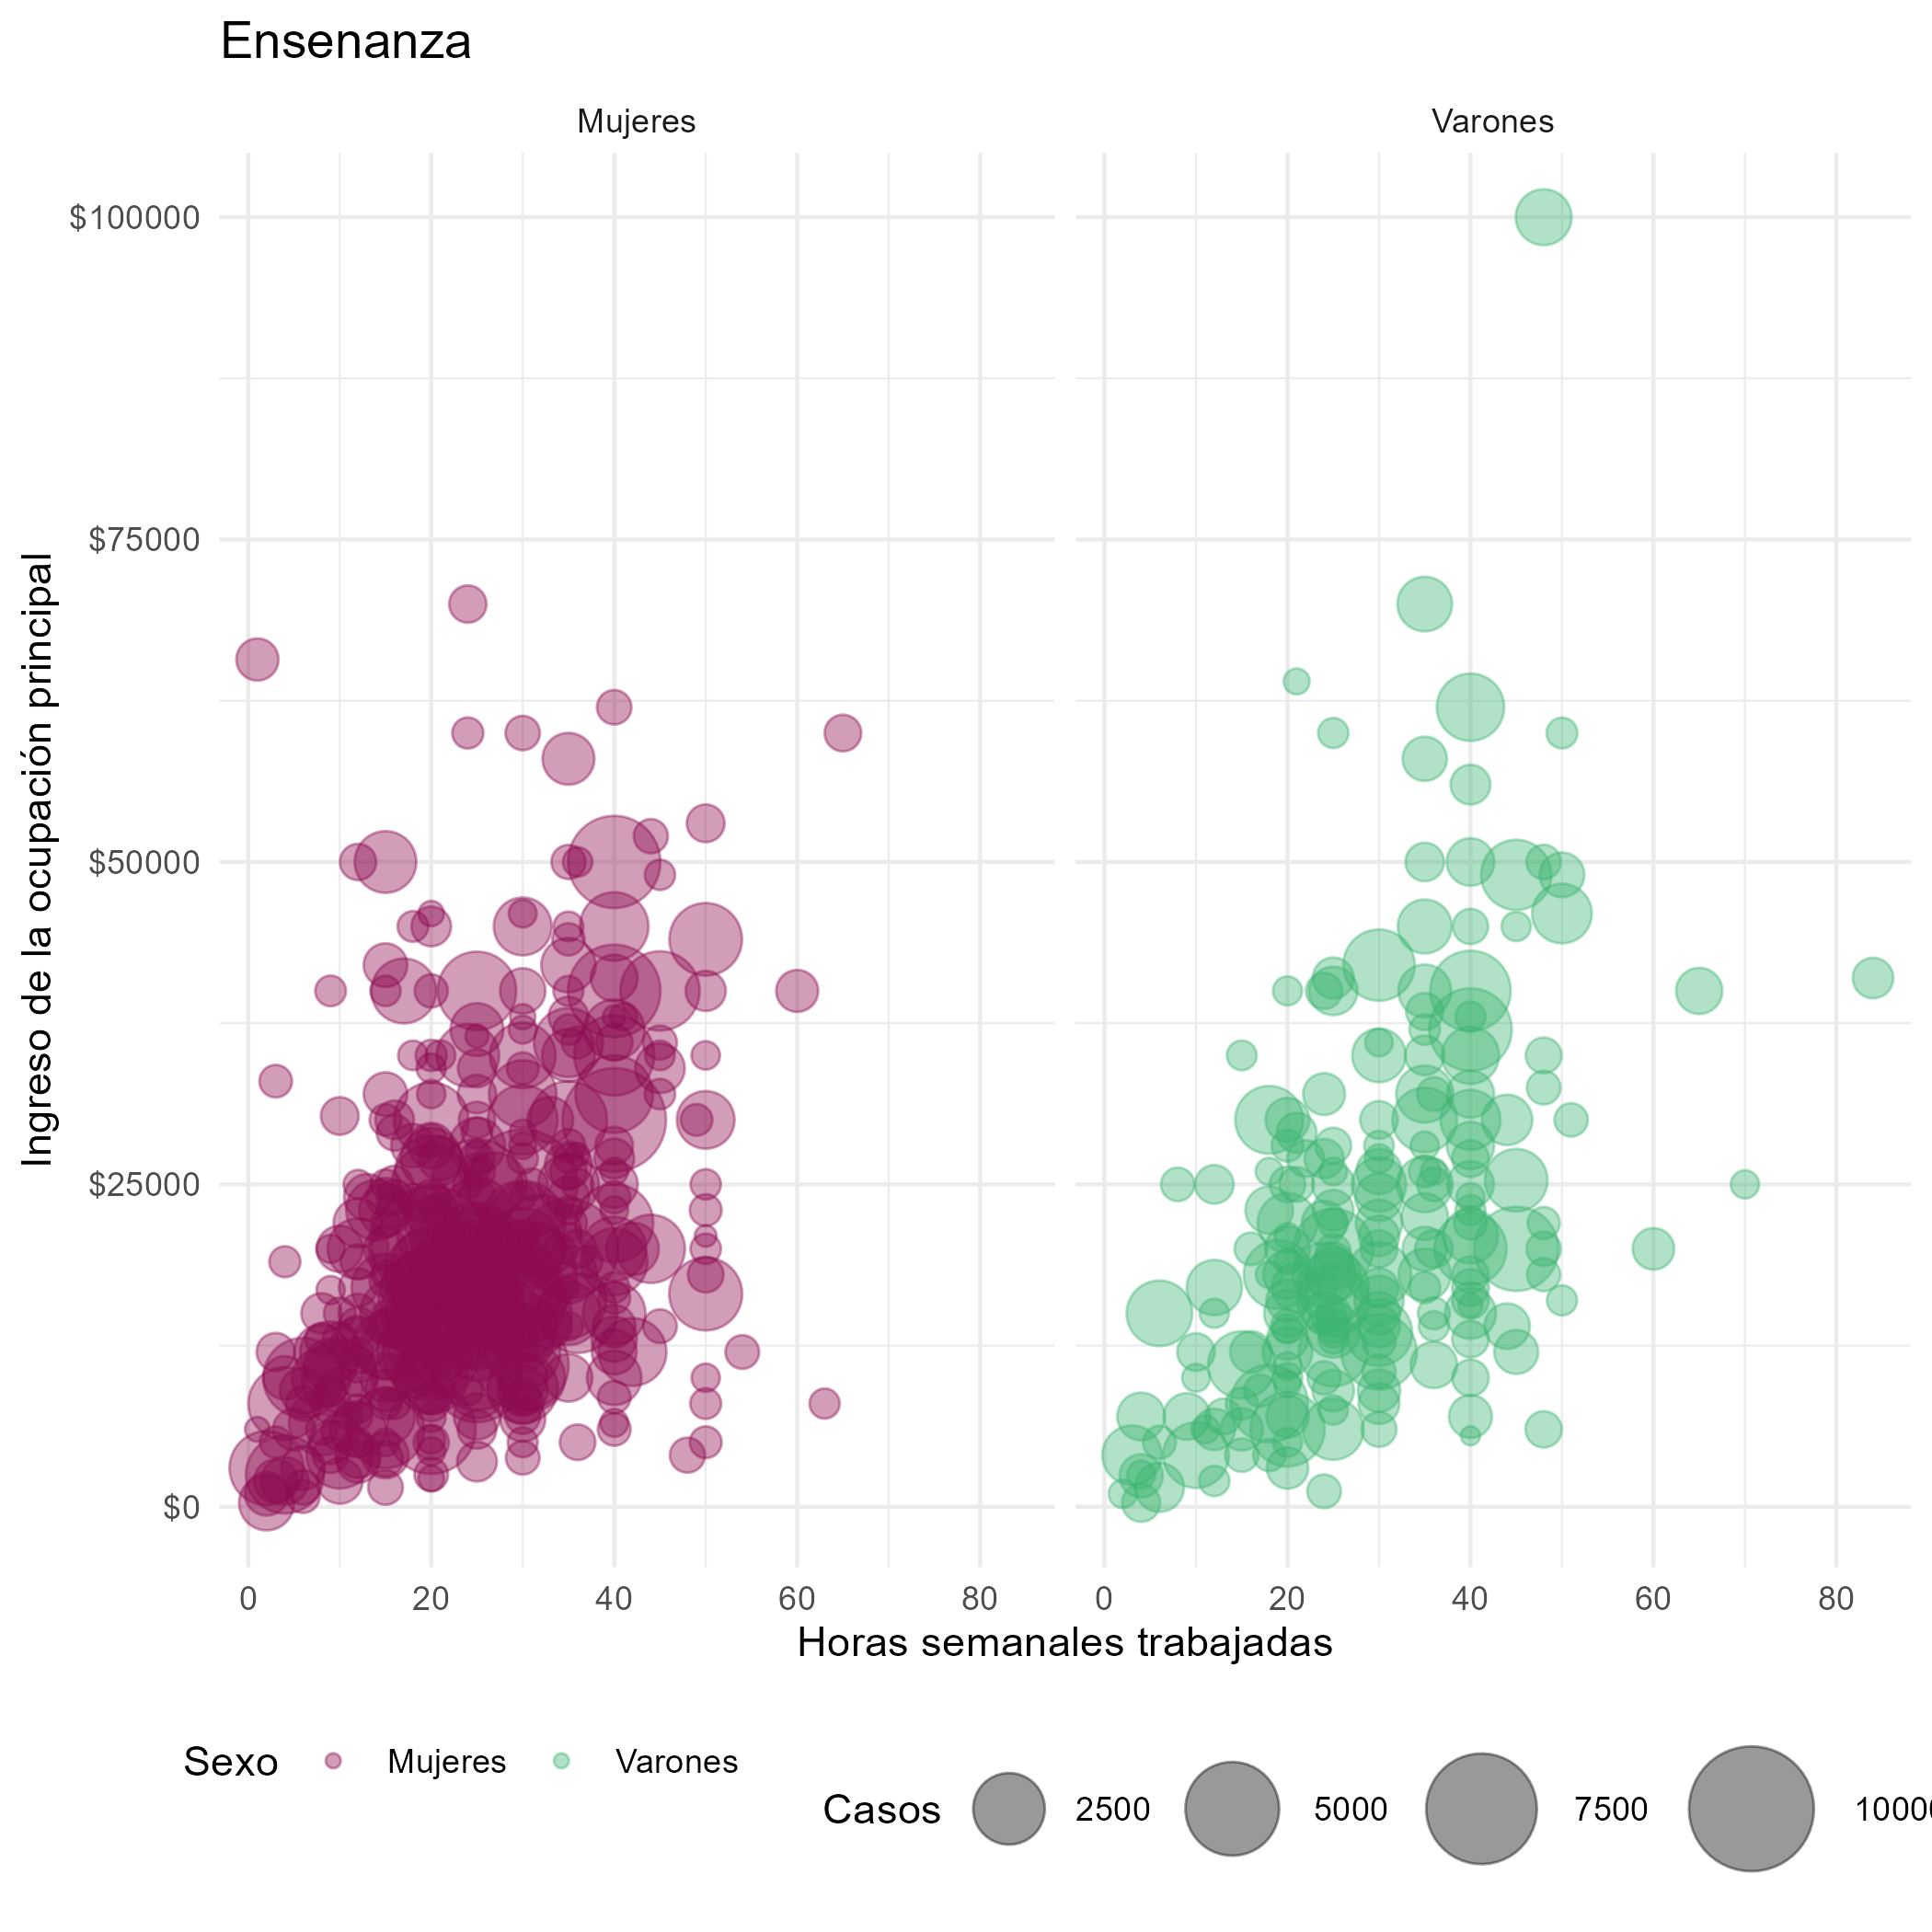 Ensenanza
Mujeres
Varones
$100000
$75000
$50000
$25000
$0
Ingreso de la ocupación principal
0 20 40 60 80
0 20 40 60 80
Horas semanales trabajadas
Sexo Mujeres Varones
Casos 2500 5000 7500 10000